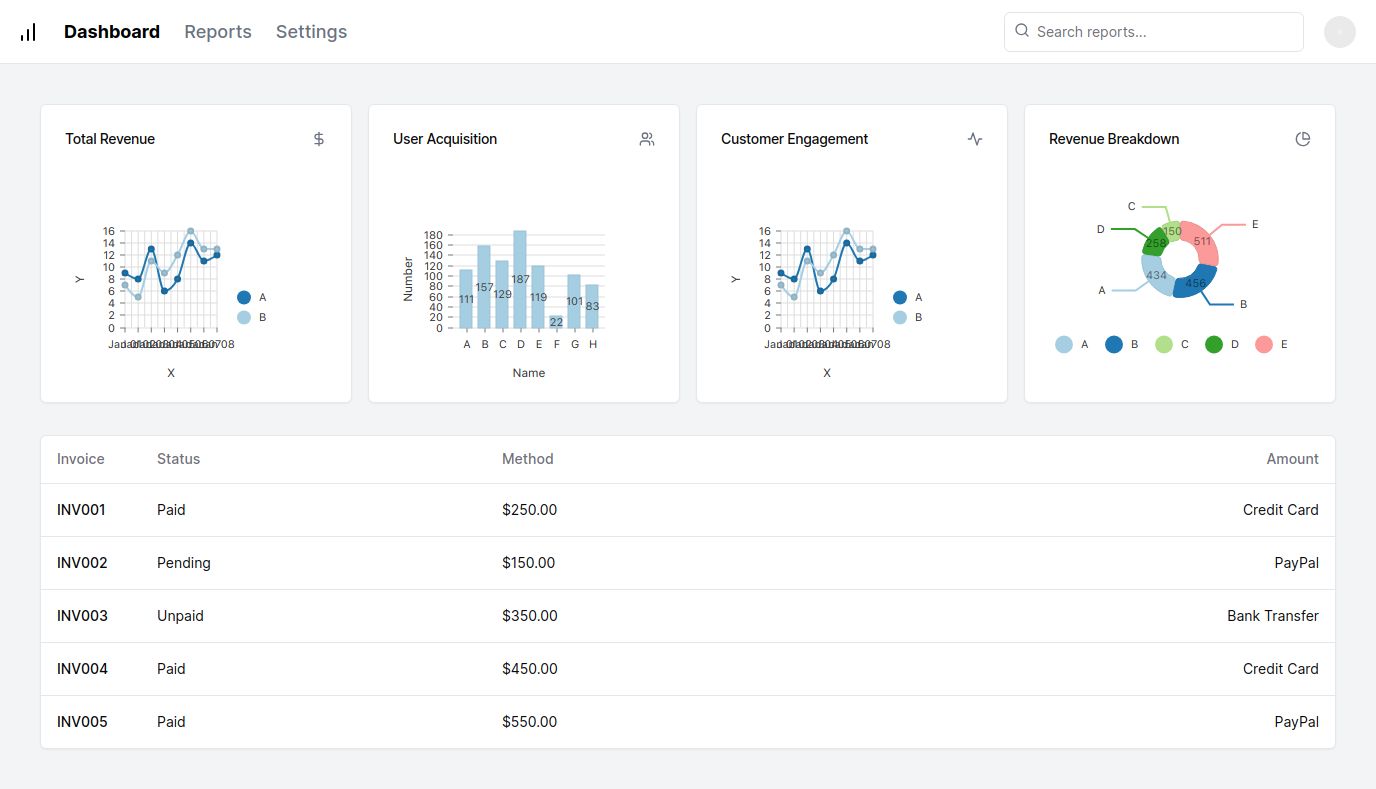 Dashboard Reports Settings Search reports...
Total Revenue
16
14
12
10
8
6
4
2
0
Y
X
A
B
User Acquisition
180
160
140
120
100
80
60
40
20
0
Number
111 157 129 187 119 22 101 83
A B C D E F G H
Name
Customer Engagement
16
14
12
10
8
6
4
2
0
Y
X
A
B
Revenue Breakdown
C
D
E
A
B
150
258
511
434
456
A B C D E
Invoice Status Method Amount
INV001 Paid $250.00 Credit Card
INV002 Pending $150.00 PayPal
INV003 Unpaid $350.00 Bank Transfer
INV004 Paid $450.00 Credit Card
INV005 Paid $550.00 PayPal